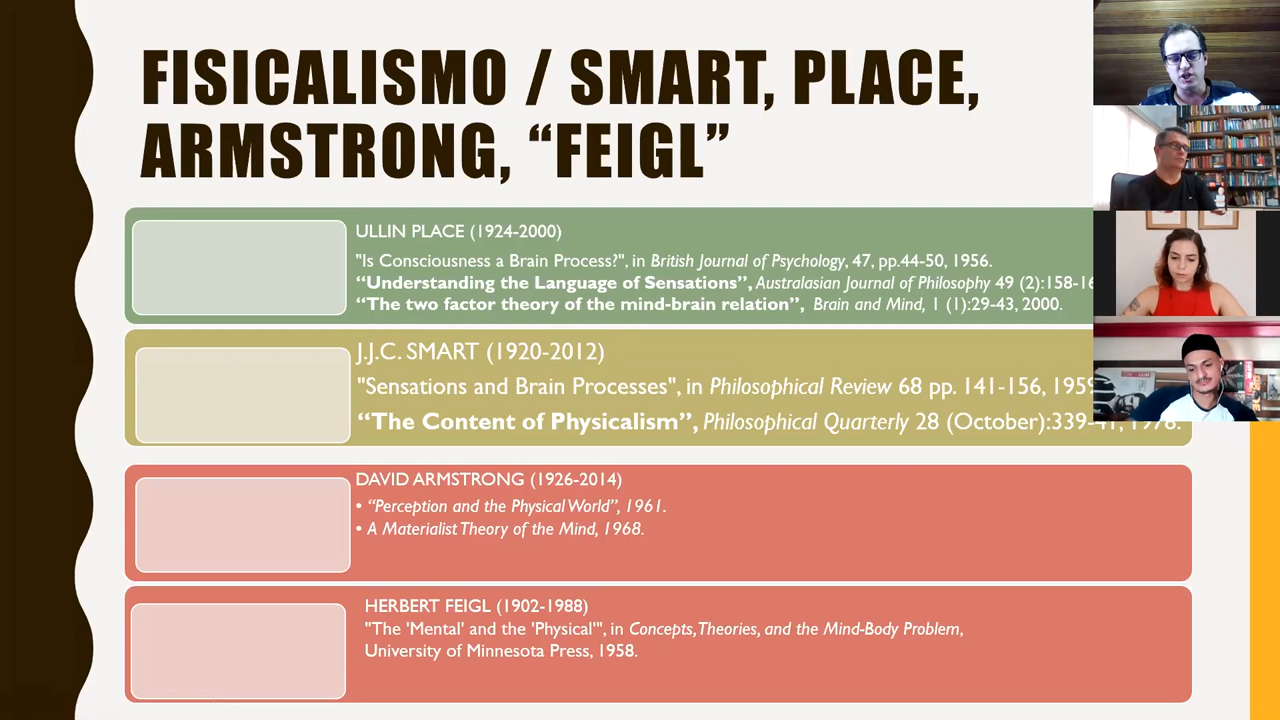 FISICALISMO / SMART, PLACE,
ARMSTRONG, “FEIGL”
ULLIN PLACE (1924-2000)
"Is Consciousness a Brain Process?", in British Journal of Psychology, 47, pp.44-50, 1956.
“Understanding the Language of Sensations”, Australasian Journal of Philosophy 49 (2):158-16
“The two factor theory of the mind-brain relation”, Brain and Mind, 1 (1):29-43, 2000.
J.J.C. SMART (1920-2012)
"Sensations and Brain Processes", in Philosophical Review 68 pp. 141-156, 1959
“The Content of Physicalism”, Philosophical Quarterly 28 (October):339-41, 1978.
DAVID ARMSTRONG (1926-2014)
• “Perception and the Physical World”, 1961.
• A Materialist Theory of the Mind, 1968.
HERBERT FEIGL (1902-1988)
"The 'Mental' and the 'Physical'", in Concepts, Theories, and the Mind-Body Problem,
University of Minnesota Press, 1958.